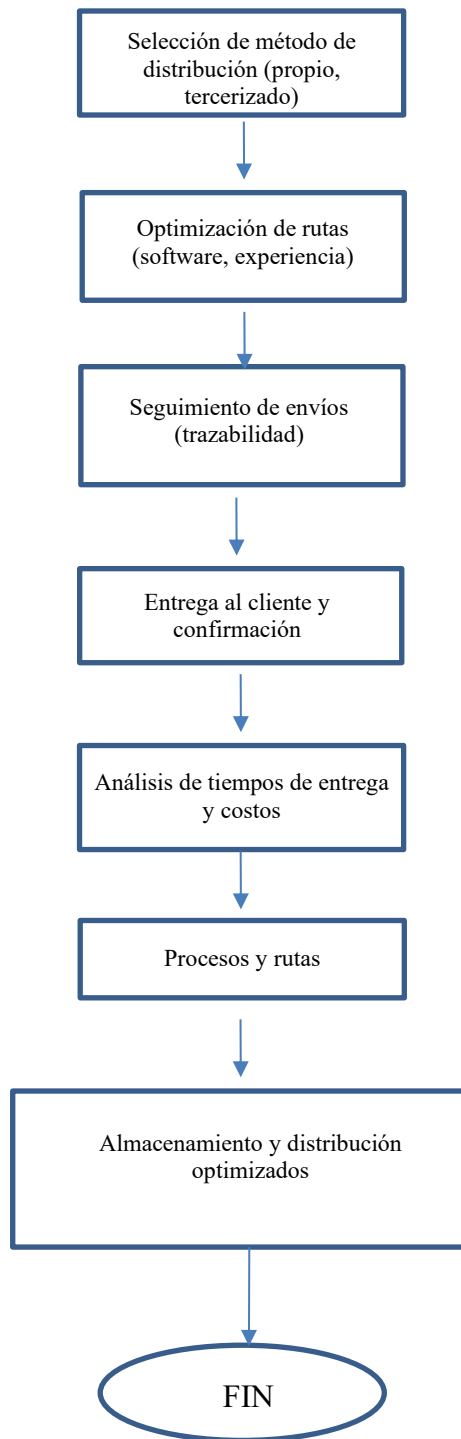 Selección de método de
distribución (propio,
tercerizado)
Optimización de rutas
(software, experiencia)
Seguimiento de envíos
(trazabilidad)
Entrega al cliente y
confirmación
Análisis de tiempos de entrega
y costos
Procesos y rutas
Almacenamiento y distribución
optimizados
FIN